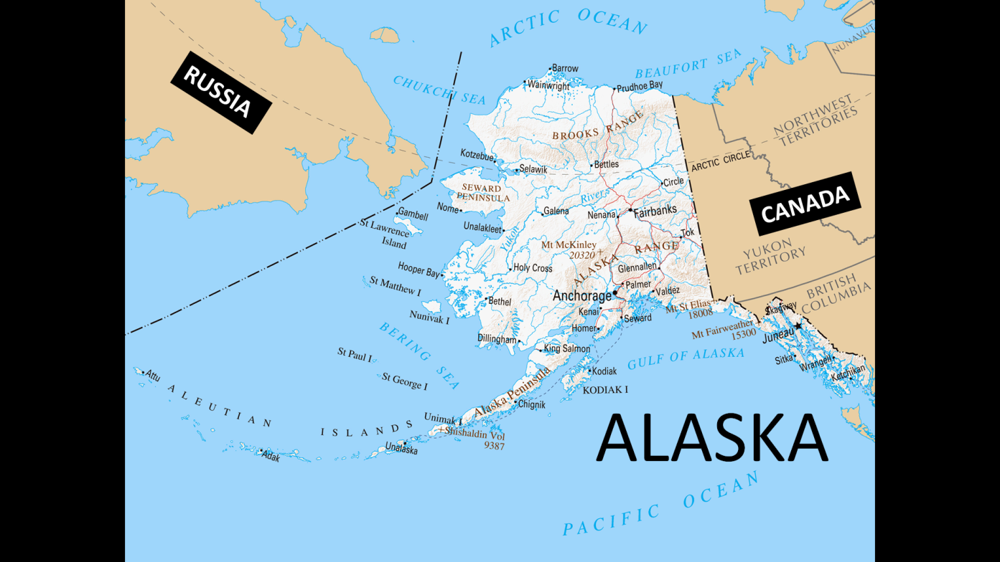 ARCTIC OCEAN
RUSSIA
CHUKCHI SEA
BEAUFORT SEA
NUNAVUT
Barrow
Wainwright
Prudhoe Bay
BROOKS RANGE
NORTHWEST
TERRITORIES
Kotzebue
Selawik
Bettles
ARCTIC CIRCLE
SEWARD
PENINSULA
River
Circle
CANADA
Nome
Gambell
Galena
Nenana
Fairbanks
St Lawrence
Island
Unalakleet
Yukon
Tok
Mt McKinley
20320
ALASKA RANGE
YUKON
TERRITORY
Hooper Bay
Holy Cross
Glennallen
St Matthew I
Palmer
Anchorage
Valdez
BRITISH
COLUMBIA
Nunivak I
Bethel
Kenai
Seward
Mt St Elias
18008
Skagway
Homer
Mt Fairweather
15300
Juneau
Dillingham
King Salmon
BERING SEA
GULF OF ALASKA
Sitka
Wrangell
Ketchikan
St Paul I
St George I
Kodiak
KODIAK I
Attu
ALEUTIAN ISLANDS
Alaska Peninsula
Chignik
Unimak I
Shishaldin Vol
9387
Unalaska
Adak
ALASKA
PACIFIC OCEAN